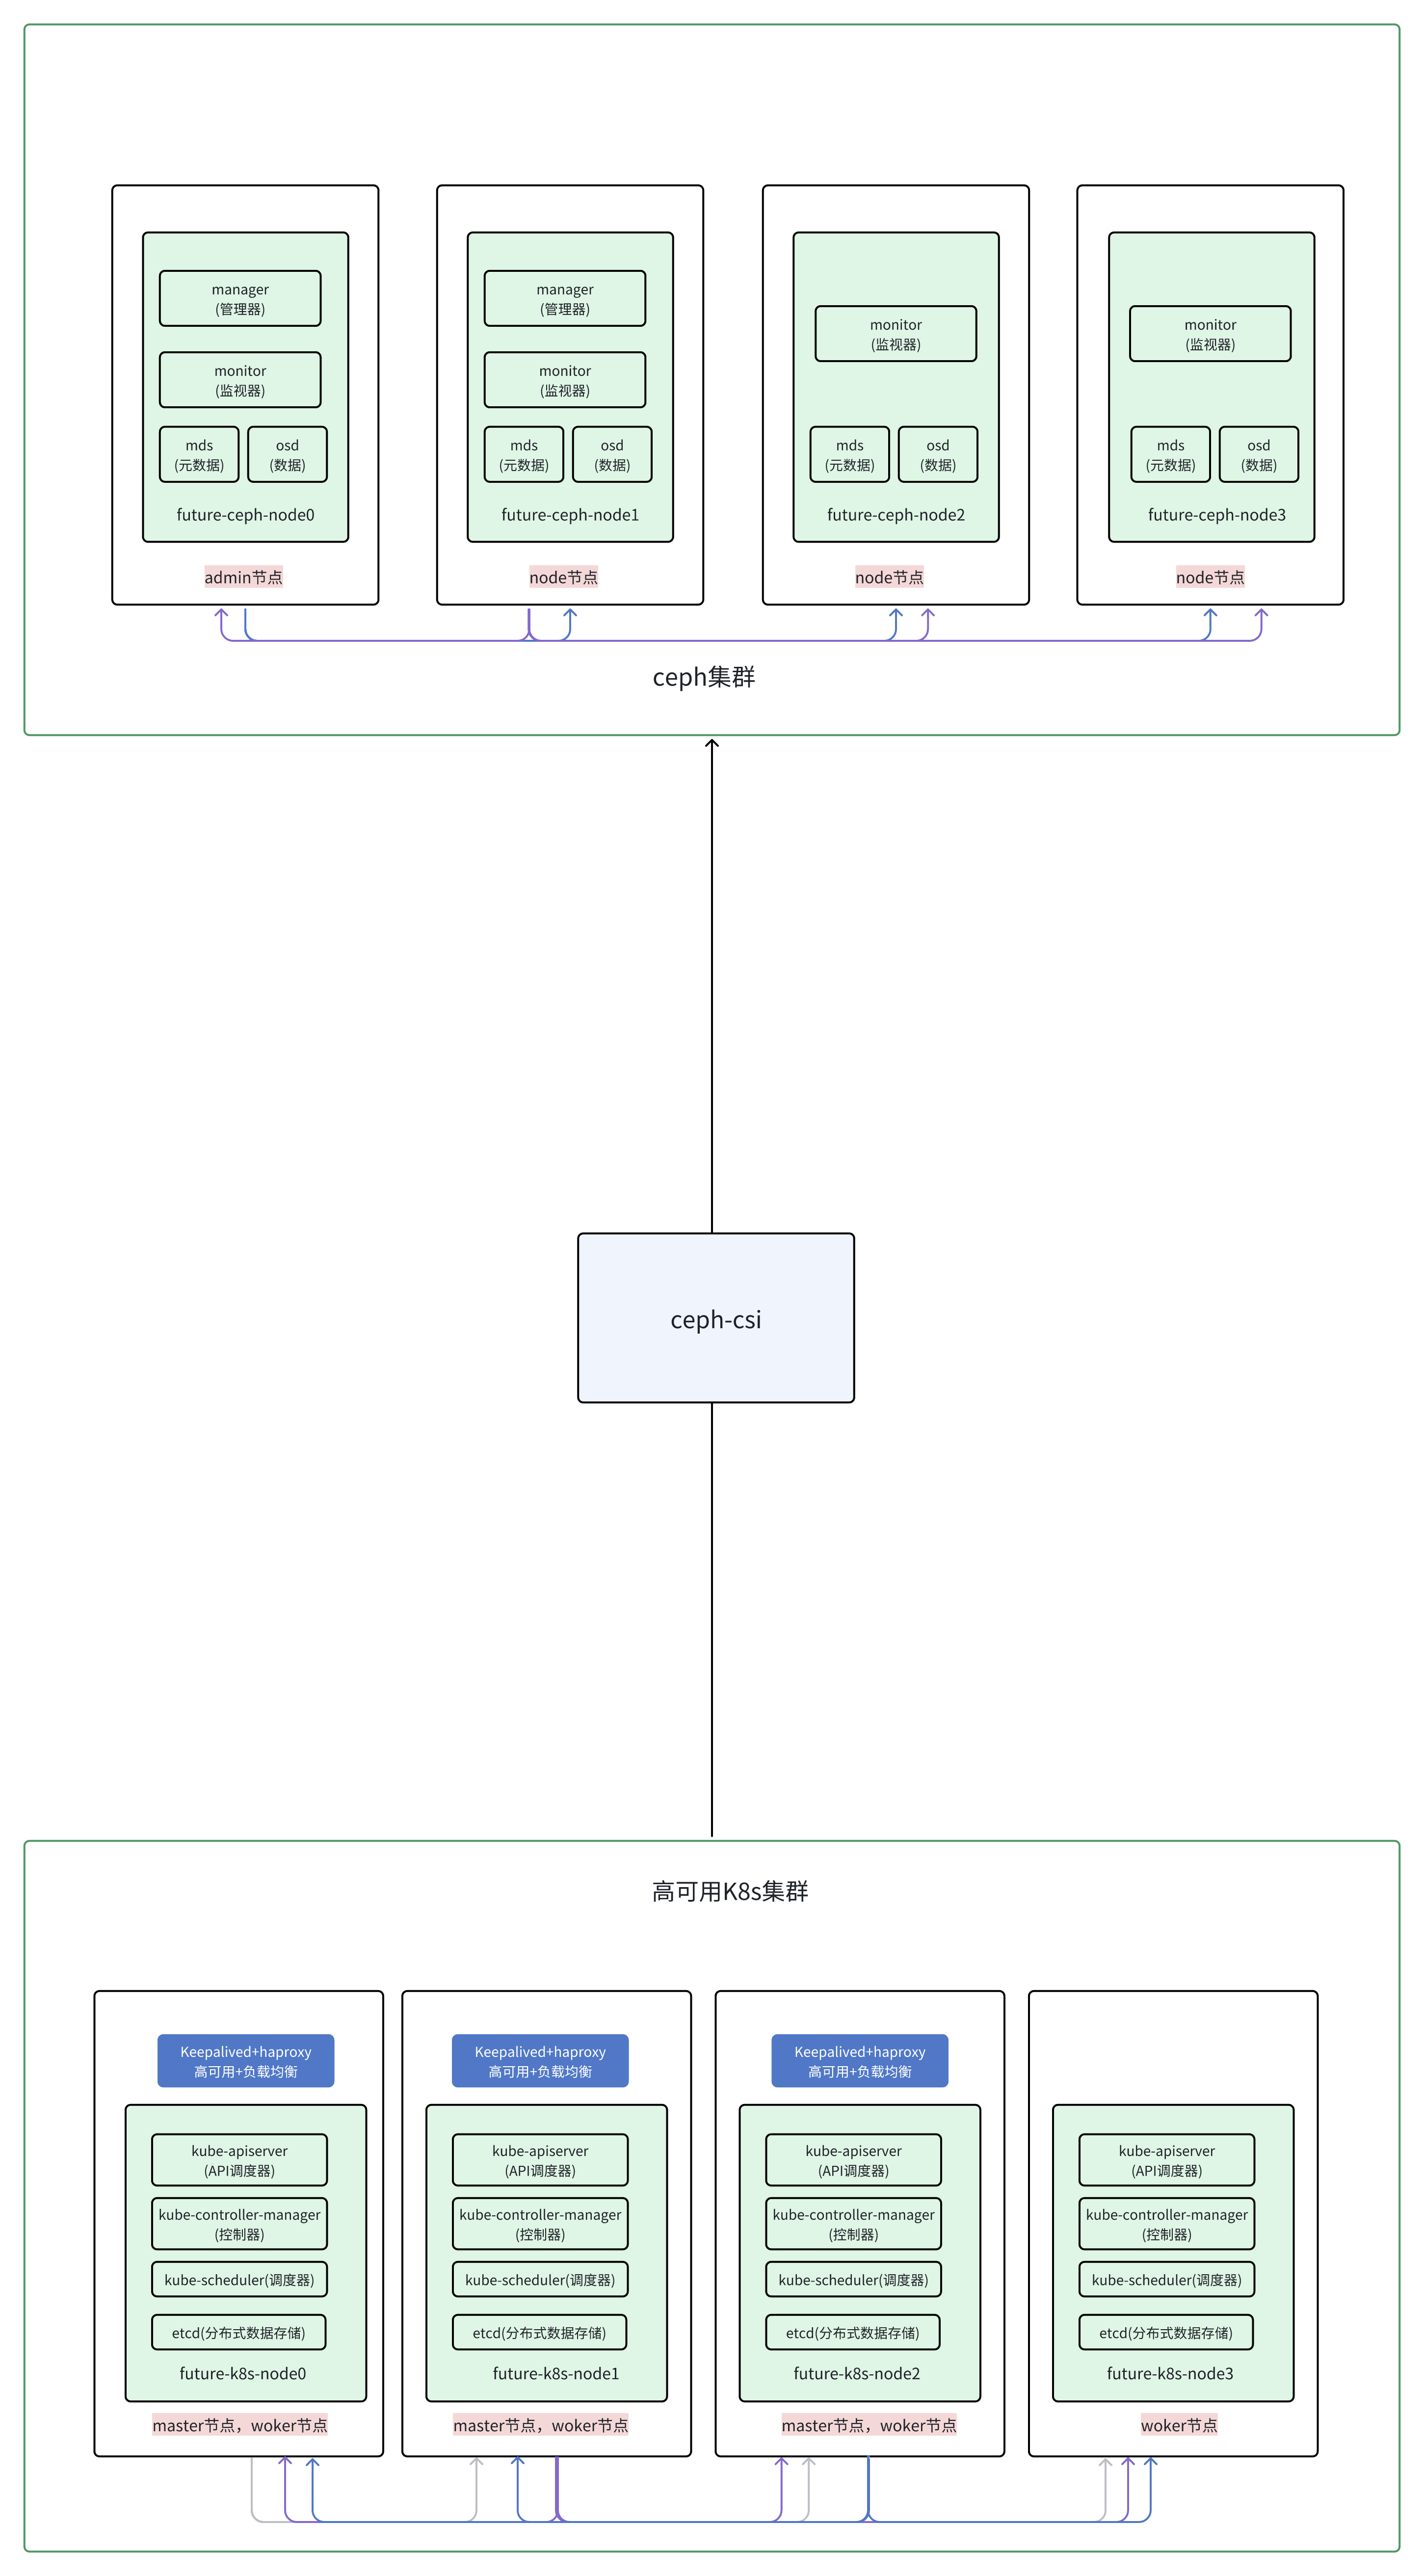 manager
(管理器)
monitor
(监视器)
mds
(元数据)
osd
(数据)
future-ceph-node0
admin节点
manager
(管理器)
monitor
(监视器)
mds
(元数据)
osd
(数据)
future-ceph-node1
node节点
monitor
(监视器)
mds
(元数据)
osd
(数据)
future-ceph-node2
node节点
monitor
(监视器)
mds
(元数据)
osd
(数据)
future-ceph-node3
node节点
ceph集群
ceph-csi
高可用K8s集群
Keepalived+haproxy
高可用+负载均衡
kube-apiserver
(API调度器)
kube-controller-manager
(控制器)
kube-scheduler(调度器)
etcd(分布式数据存储)
future-k8s-node0
master节点，woker节点
Keepalived+haproxy
高可用+负载均衡
kube-apiserver
(API调度器)
kube-controller-manager
(控制器)
kube-scheduler(调度器)
etcd(分布式数据存储)
future-k8s-node1
master节点，woker节点
Keepalived+haproxy
高可用+负载均衡
kube-apiserver
(API调度器)
kube-controller-manager
(控制器)
kube-scheduler(调度器)
etcd(分布式数据存储)
future-k8s-node2
master节点，woker节点
kube-apiserver
(API调度器)
kube-controller-manager
(控制器)
kube-scheduler(调度器)
etcd(分布式数据存储)
future-k8s-node3
woker节点